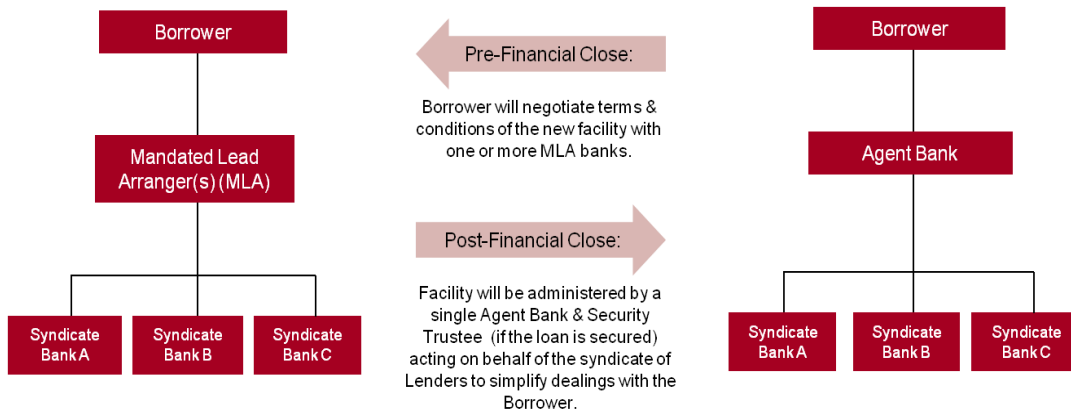 Borrower
Mandated Lead
Arranger(s) (MLA)
Syndicate
Bank A
Syndicate
Bank B
Syndicate
Bank C
Pre-Financial Close:
Borrower will negotiate terms &
conditions of the new facility with
one or more MLA banks.
Post-Financial Close:
Facility will be administered by a
single Agent Bank & Security
Trustee (if the loan is secured)
acting on behalf of the syndicate of
Lenders to simplify dealings with the
Borrower.
Borrower
Agent Bank
Syndicate
Bank A
Syndicate
Bank B
Syndicate
Bank C